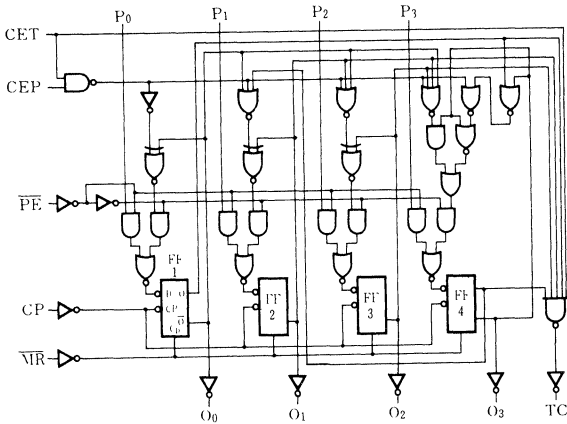 P0 P1 P2 P3
CET
CEP
PE
FF
1
D Q
CP
CD Q
FF
2
FF
3
FF
4
CP
MR
O0 O1 O2 O3 TC